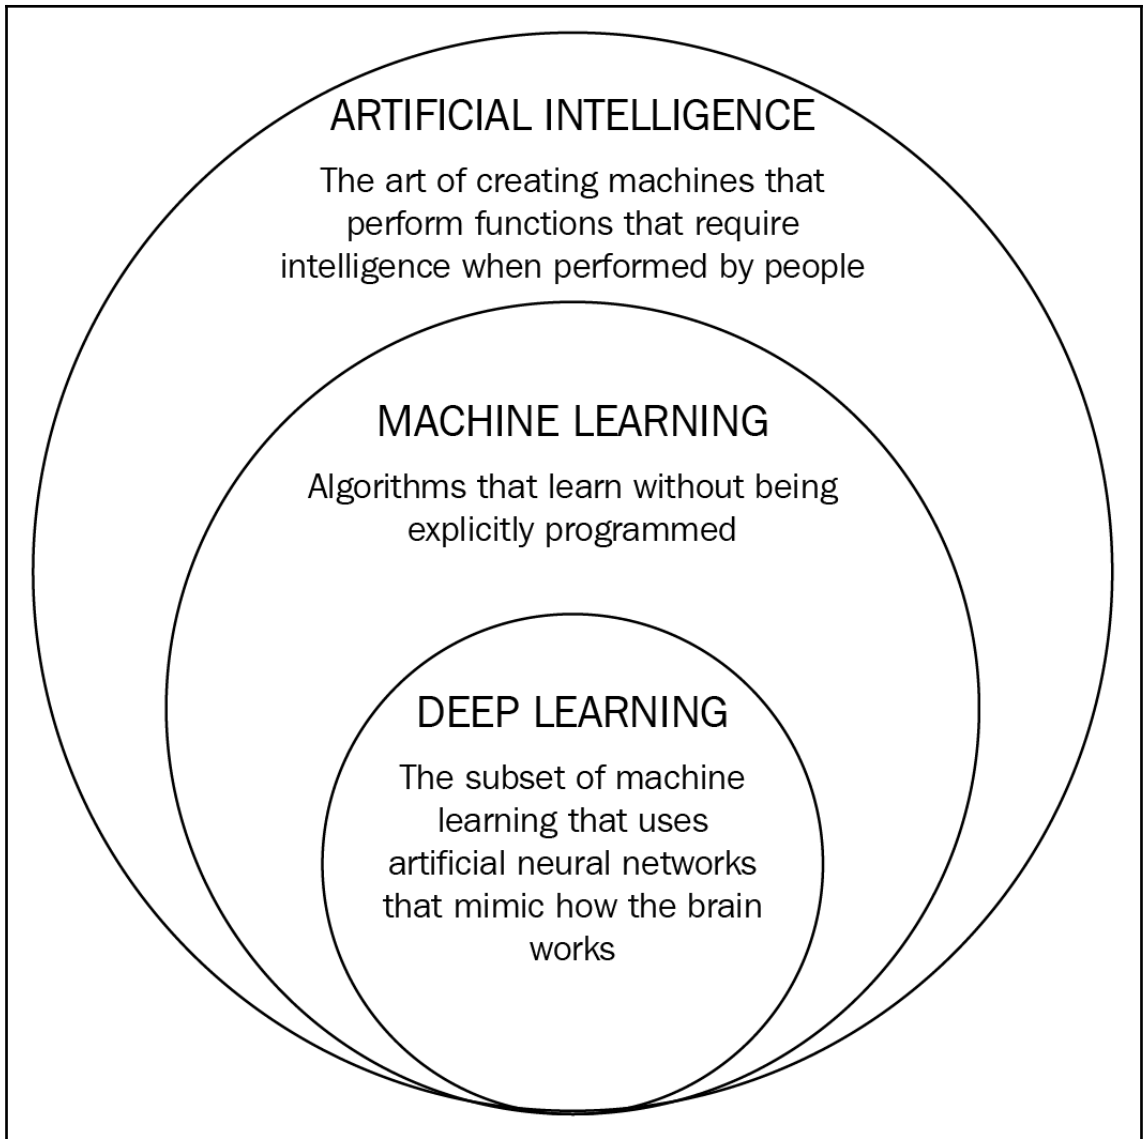 ARTIFICIAL INTELLIGENCE
The art of creating machines that
perform functions that require
intelligence when performed by people
MACHINE LEARNING
Algorithms that learn without being
explicitly programmed
DEEP LEARNING
The subset of machine
learning that uses
artificial neural networks
that mimic how the brain
works